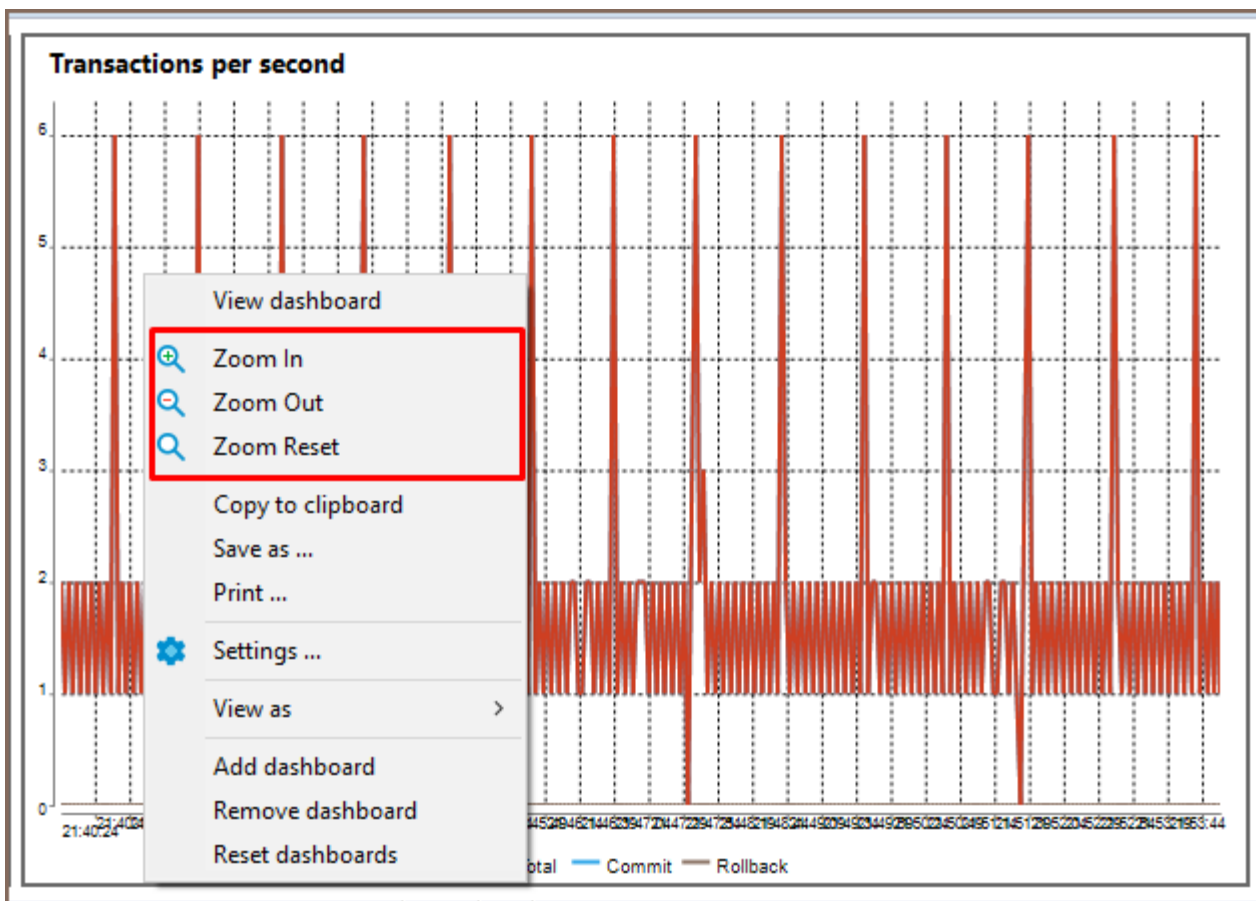 Transactions per second
6
5
4
3
2
1
0
View dashboard
Zoom In
Zoom Out
Zoom Reset
Copy to clipboard
Save as ...
Print ...
Settings ...
View as
Add dashboard
Remove dashboard
Reset dashboards
21:40:24
Commit Rollback